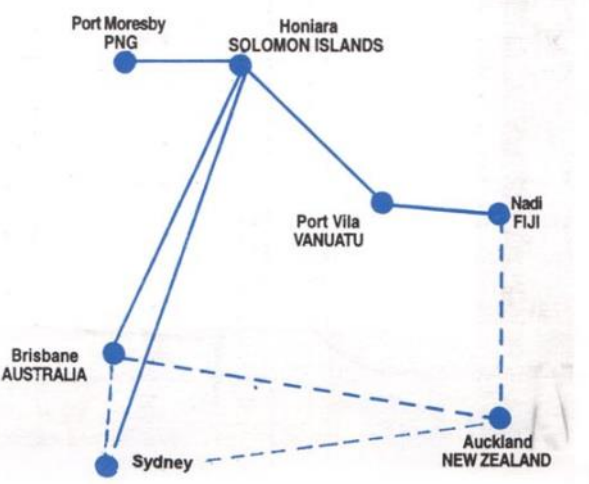 Port Moresby
PNG
Honiara
SOLOMON ISLANDS
Port Vila
VANUATU
Nadi
FIJI
Brisbane
AUSTRALIA
Sydney
Auckland
NEW ZEALAND